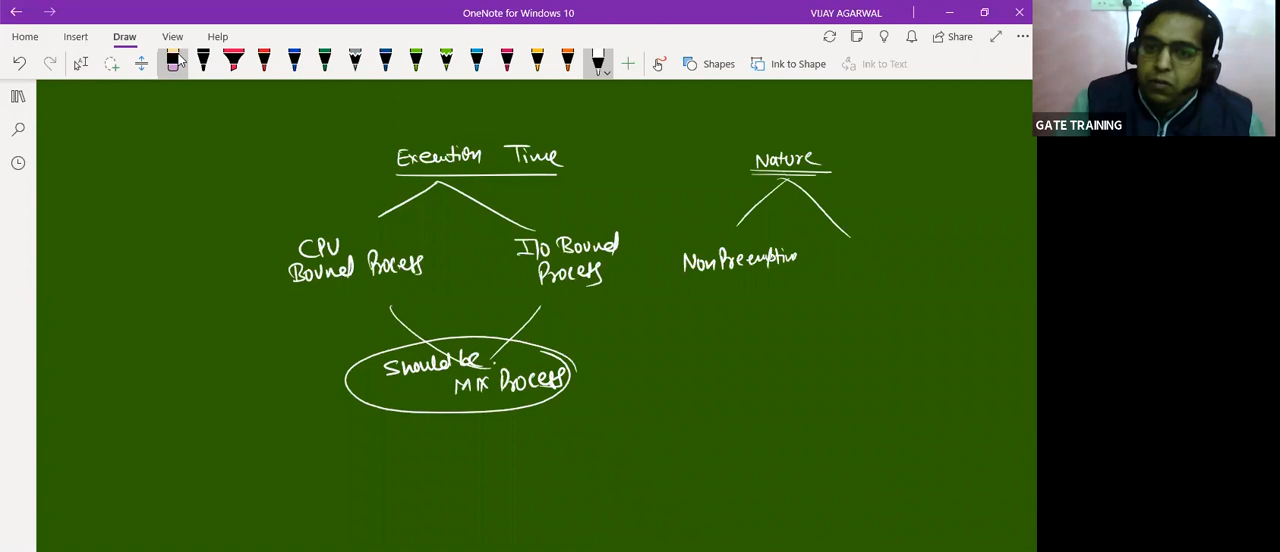 OneNote for Windows 10
VIJAY AGARWAL
Home
Insert
Draw
View
Help
Share
Shapes
Ink to Shape
Ink to Text
GATE TRAINING
Execution Time
Nature
CPU
Bound Process
I/O Bound
Process
NonPreemptive
Should be
Mix Process